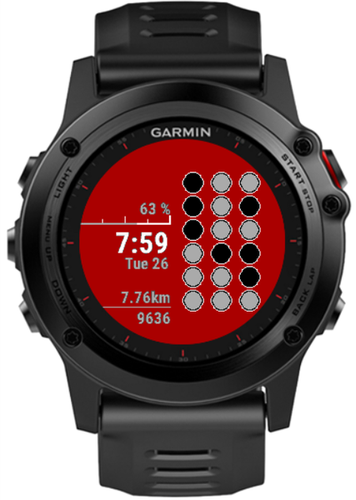 GARMIN
LIGHT
START STOP
MENU UP
DOWN
BACK LAP
63 %
7:59
Tue 26
7.76km
9636